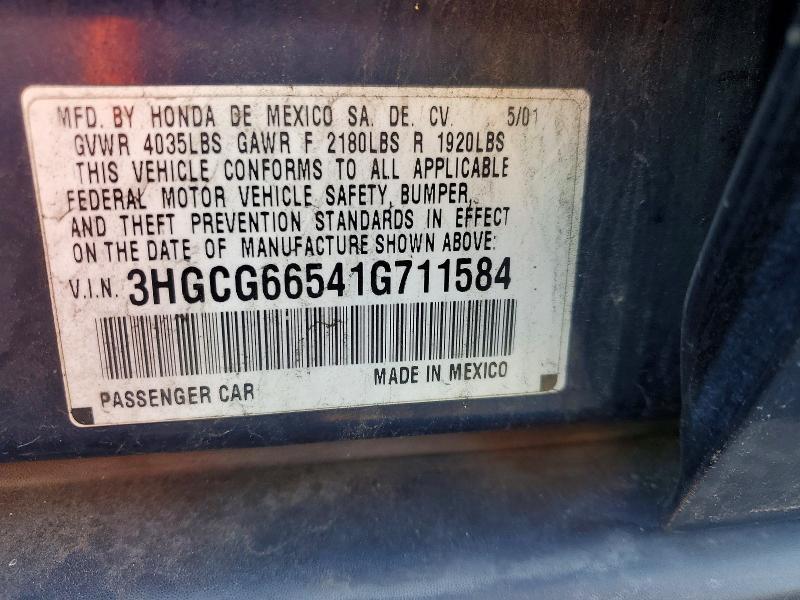 MFD. BY HONDA DE MEXICO SA. DE. CV. 5/01
GVWR 4035LBS GAWR F 2180LBS R 1920LBS
THIS VEHICLE CONFORMS TO ALL APPLICABLE
FEDERAL MOTOR VEHICLE SAFETY, BUMPER,
AND THEFT PREVENTION STANDARDS IN EFFECT
ON THE DATE OF MANUFACTURE SHOWN ABOVE:
V.I.N. 3HGCG66541G711584
PASSENGER CAR MADE IN MEXICO